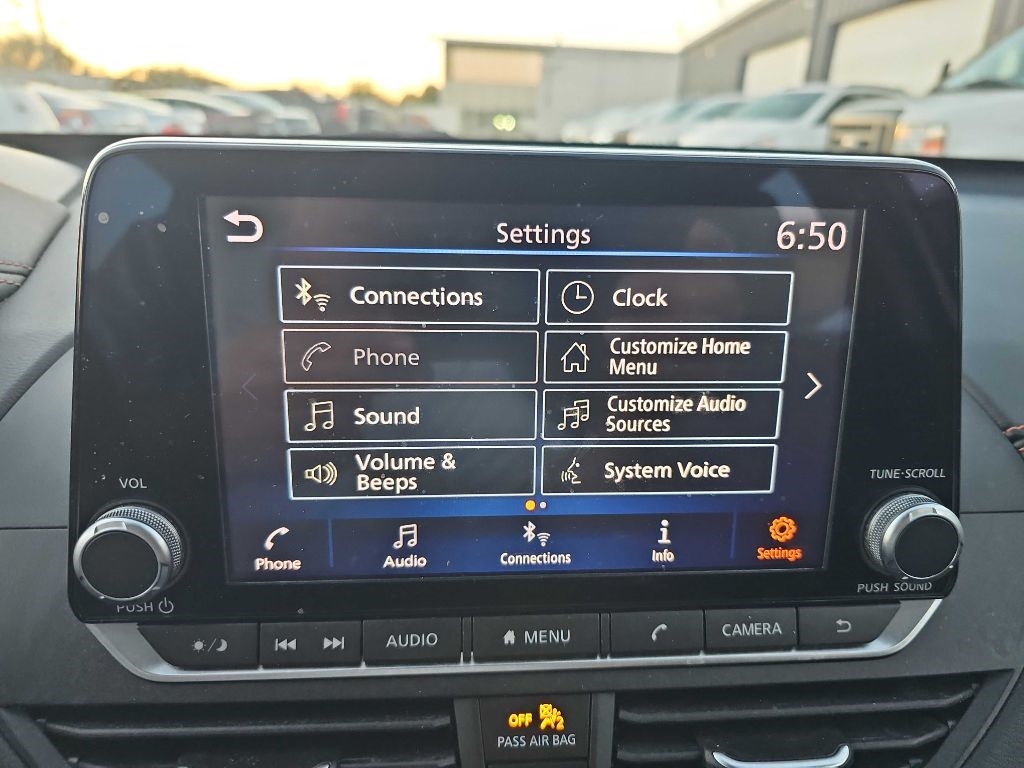 Settings
6:50
Connections
Clock
Phone
Customize Home
Menu
Sound
Customize Audio
Sources
Volume &
Beeps
System Voice
Phone
Audio
Connections
Info
Settings
VOL
TUNE·SCROLL
PUSH
PUSH SOUND
AUDIO
MENU
CAMERA
OFF 2
PASS AIR BAG